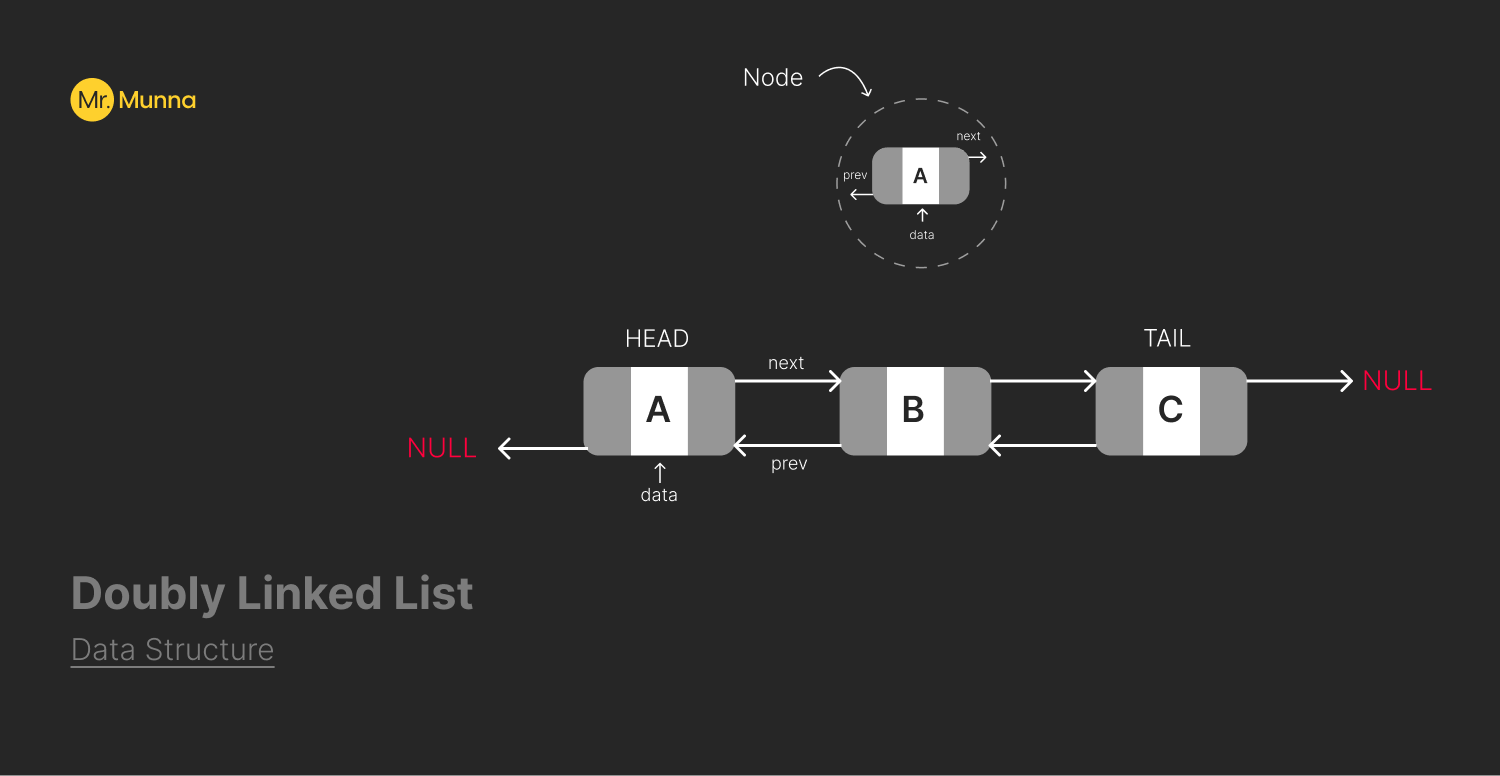 Mr. Munna
Node
next
prev
A
data
HEAD
TAIL
next
A
B
C
NULL
NULL
prev
data
Doubly Linked List
Data Structure